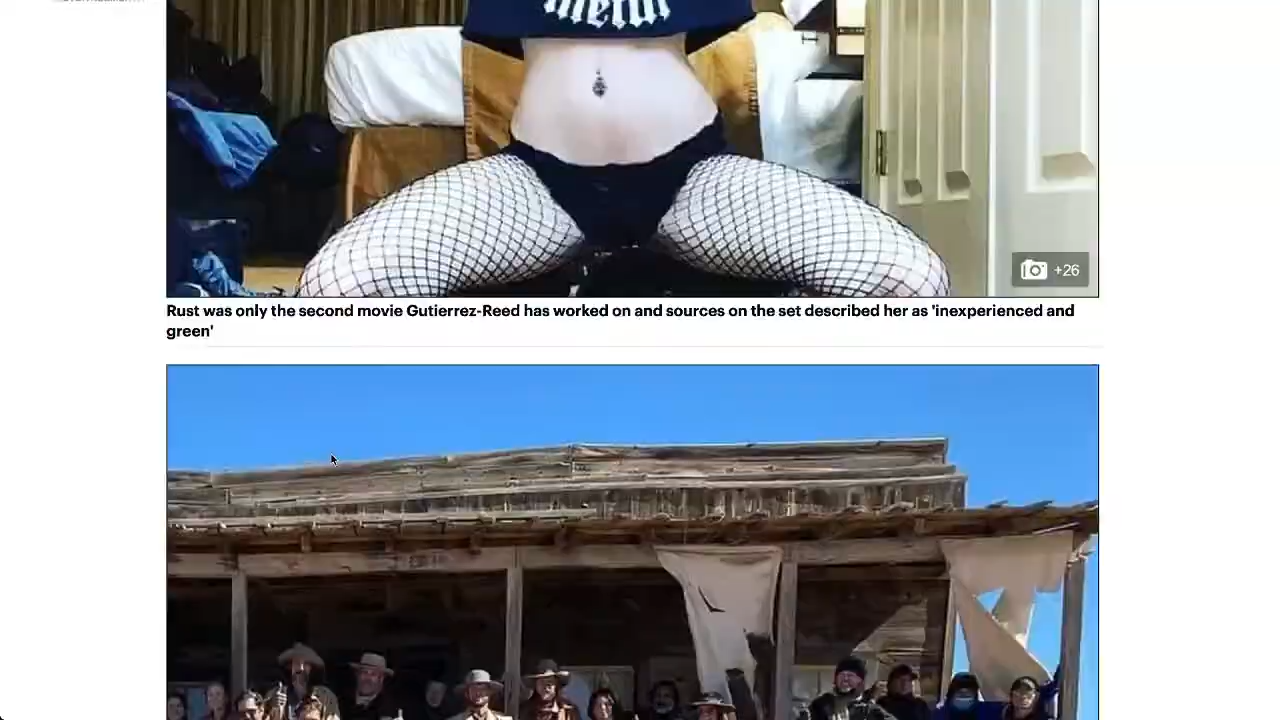 metal
+26
Rust was only the second movie Gutierrez-Reed has worked on and sources on the set described her as 'inexperienced and
green'